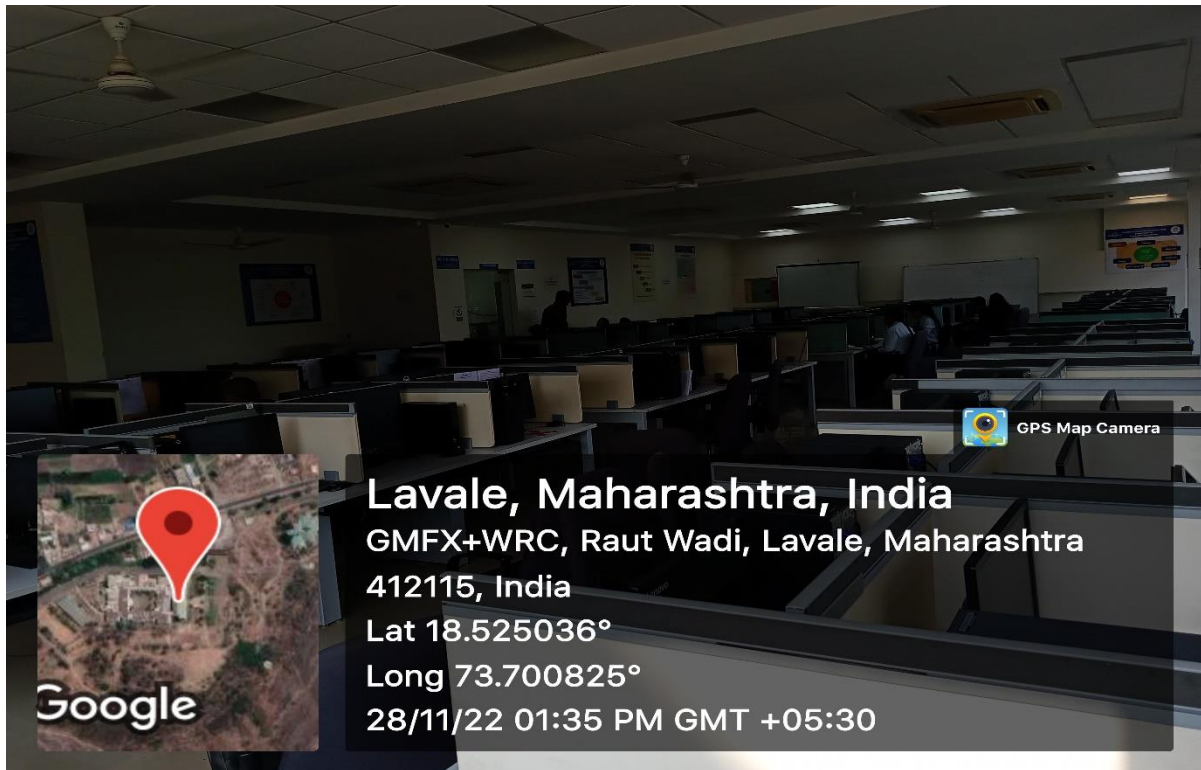 GPS Map Camera
Lavale, Maharashtra, India
GMFX+WRC, Raut Wadi, Lavale, Maharashtra
412115, India
Lat 18.525036°
Long 73.700825°
28/11/22 01:35 PM GMT +05:30
Google